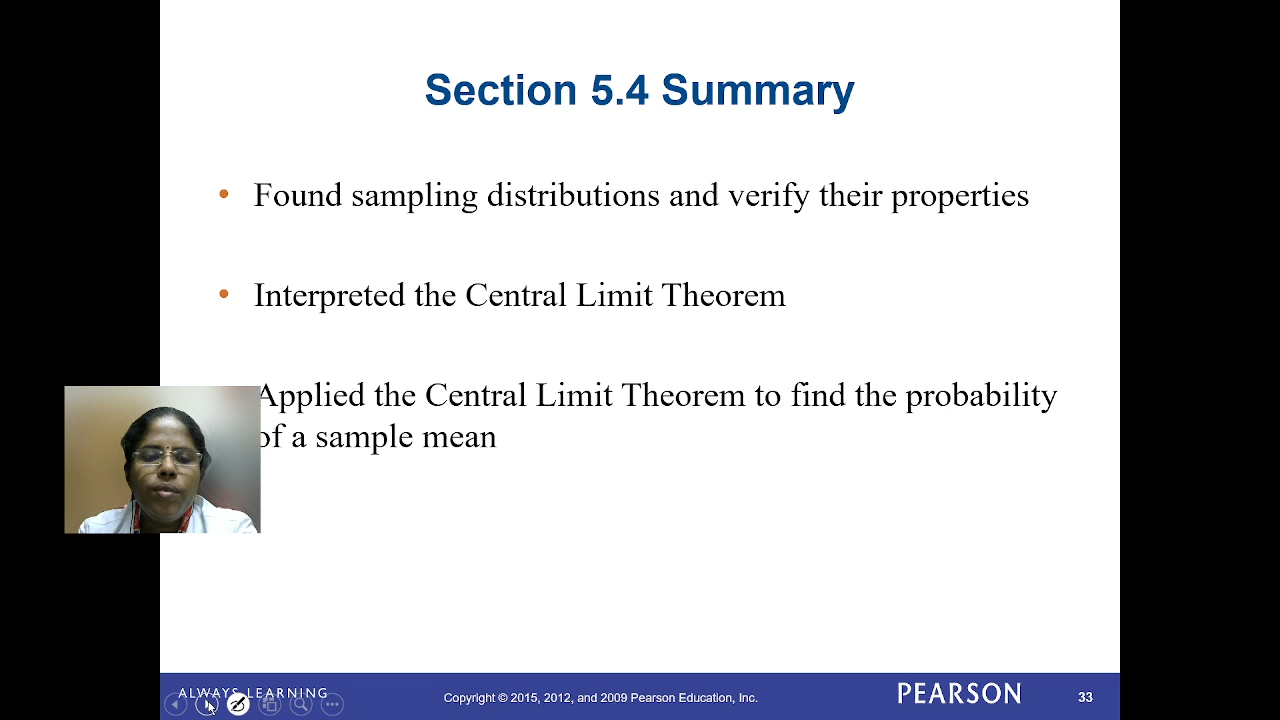 Section 5.4 Summary
• Found sampling distributions and verify their properties
• Interpreted the Central Limit Theorem
Applied the Central Limit Theorem to find the probability
of a sample mean
ALWAYS LEARNING
Copyright © 2015, 2012, and 2009 Pearson Education, Inc.
PEARSON
33